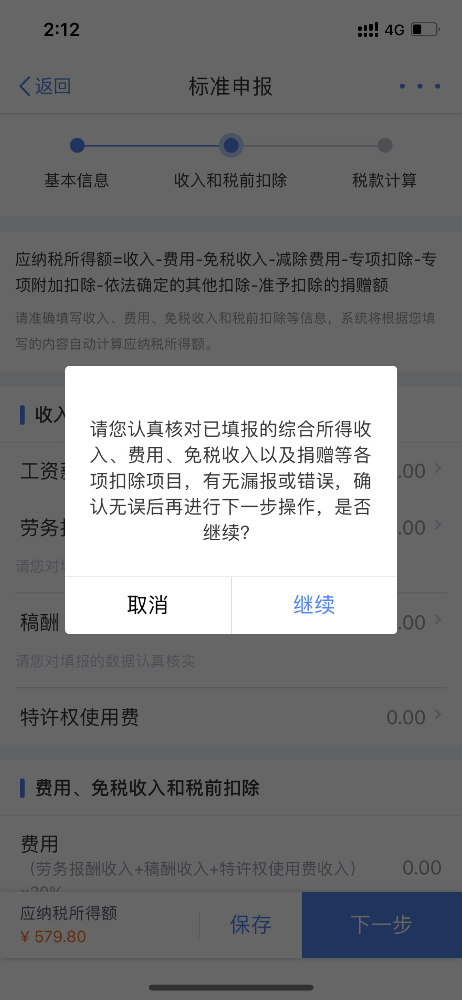 2:12
4G
返回
标准申报
基本信息
收入和税前扣除
税款计算
应纳税所得额=收入-费用-免税收入-减除费用-专项扣除-专
项附加扣除-依法确定的其他扣除-准予扣除的捐赠额
请准确填写收入、费用、免税收入和税前扣除等信息，系统将根据您填
写的内容自动计算应纳税所得额。
收入
请您认真核对已填报的综合所得收
入、费用、免税收入以及捐赠等各
项扣除项目，有无漏报或错误，确
认无误后再进行下一步操作，是否
继续?
取消
继续
工资
.00
劳务
.00
请您对
稿酬
.00
请您对填报的数据认真核实
特许权使用费
0.00
费用、免税收入和税前扣除
费用
（劳务报酬收入+稿酬收入+特许权使用费收入）
0.00
×20%
应纳税所得额
¥ 579.80
保存
下一步